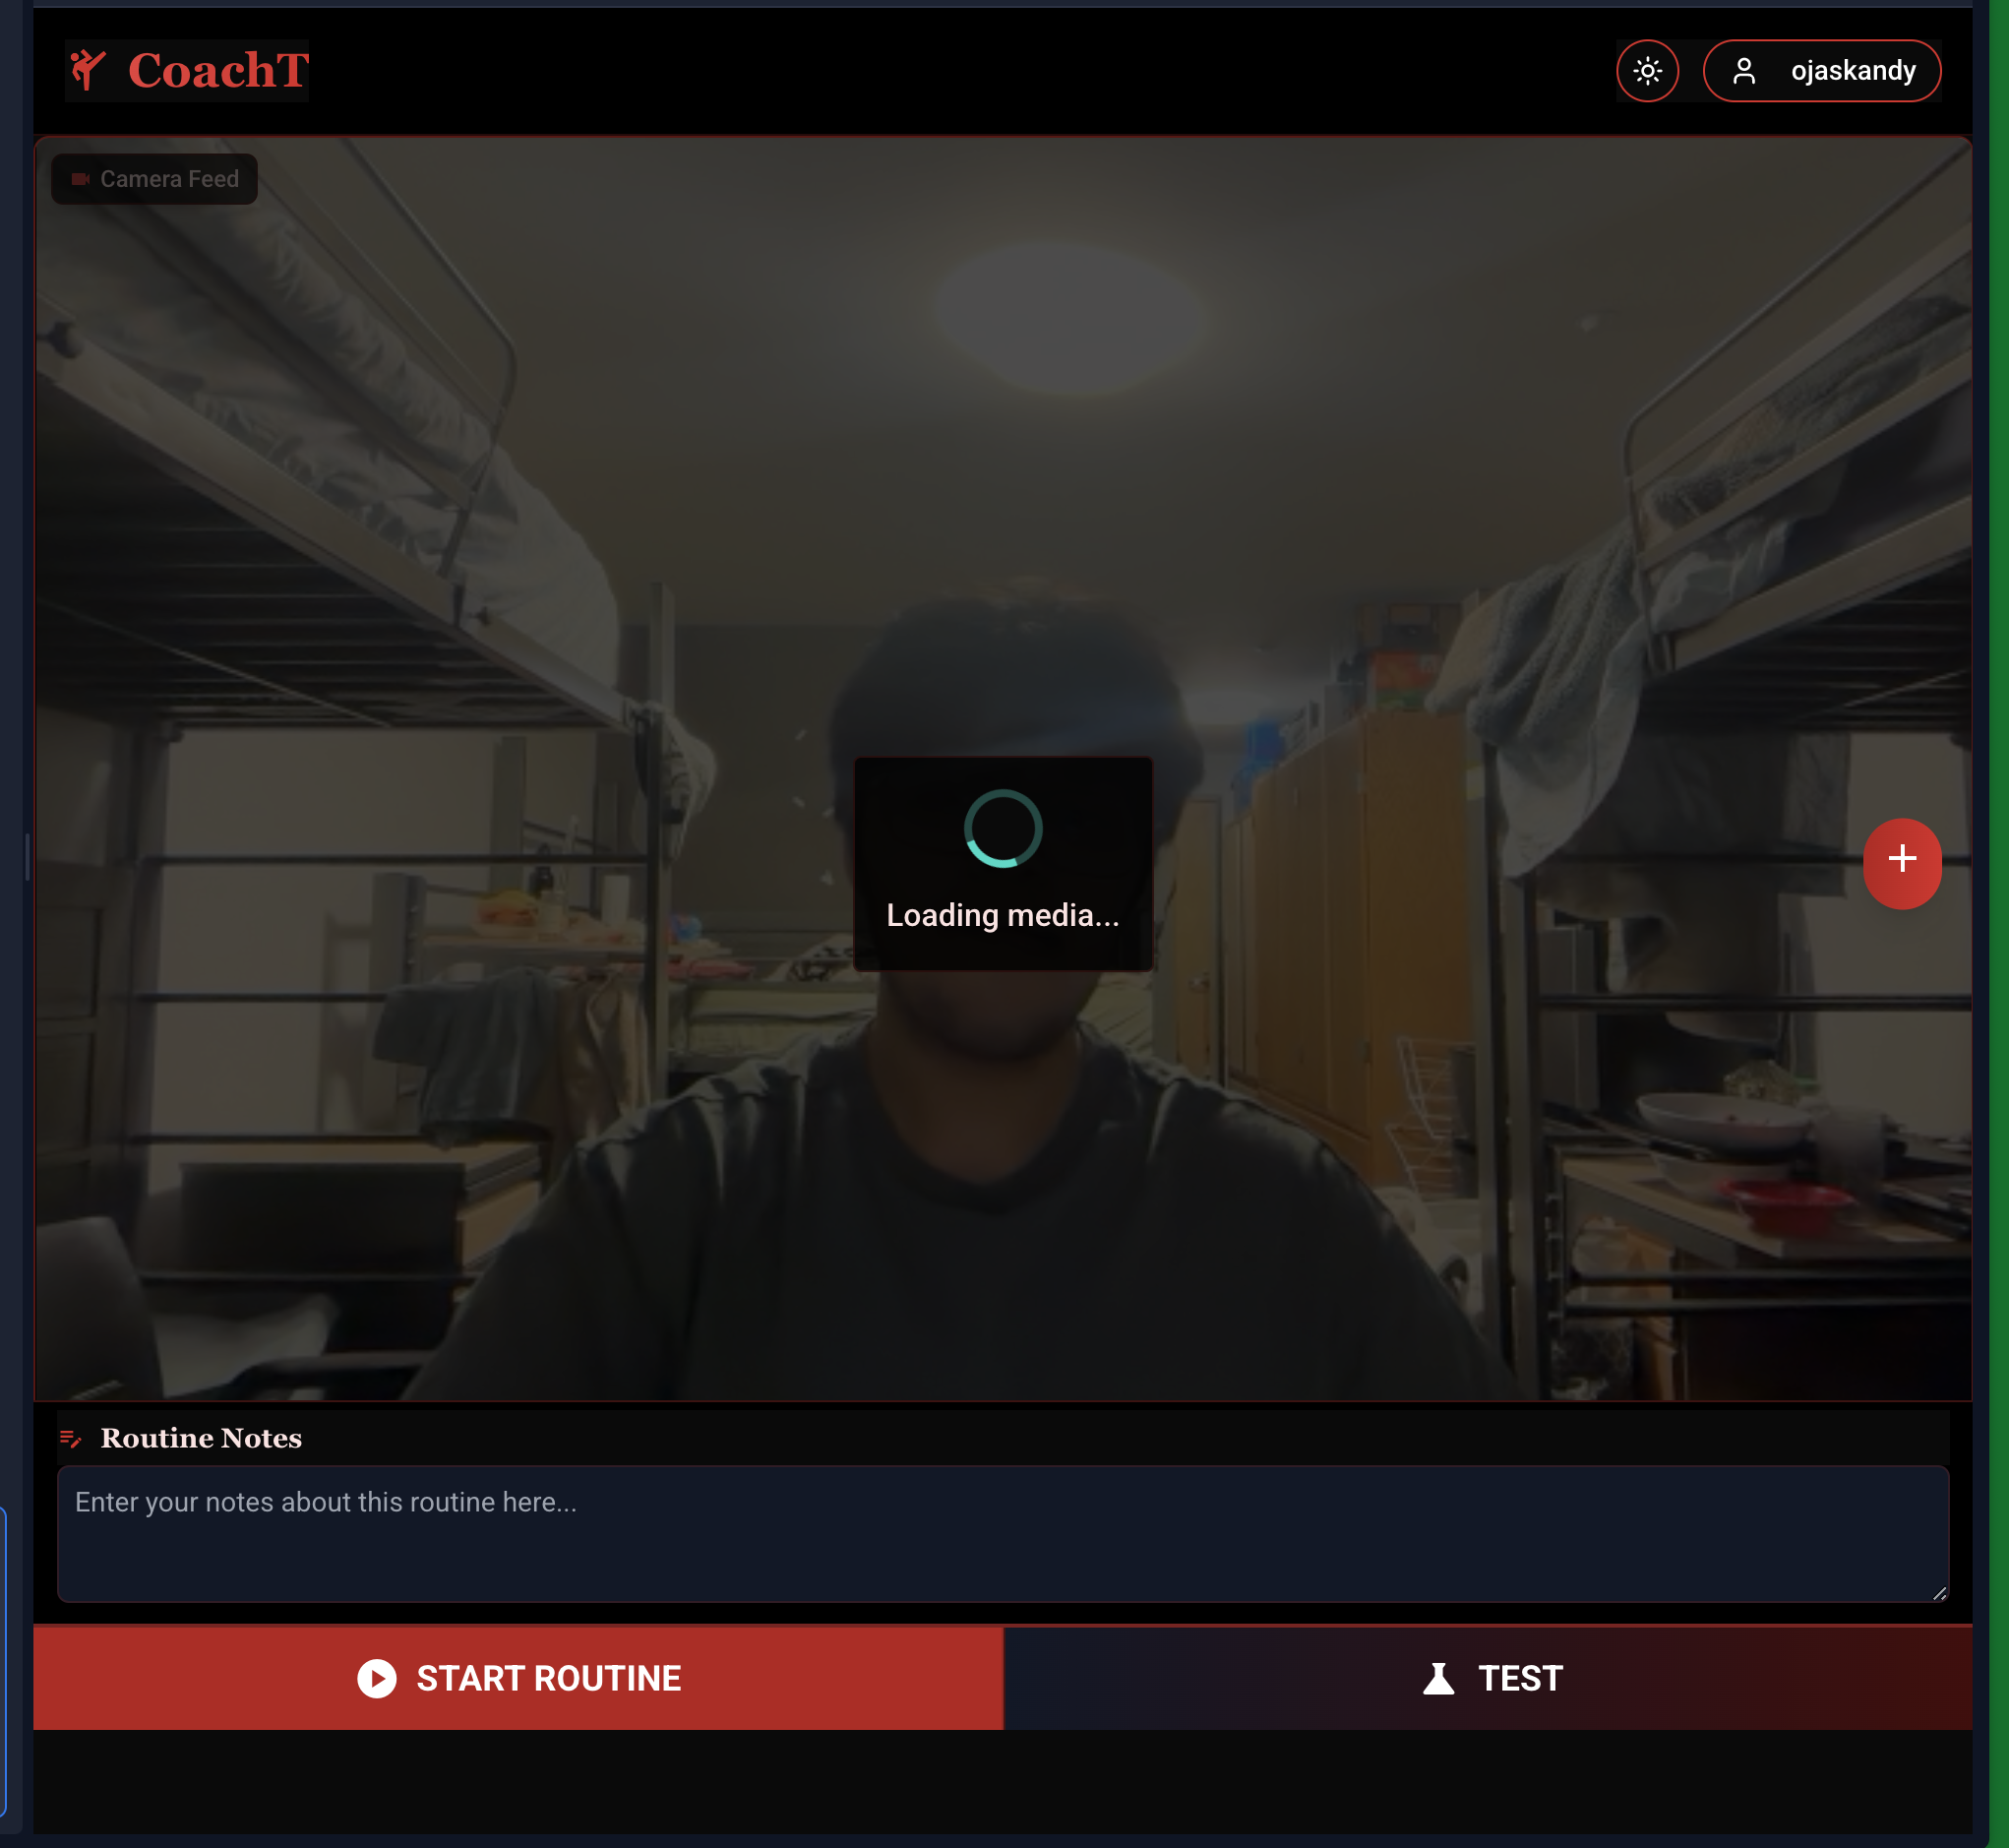 CoachT
ojaskandy
Camera Feed
Loading media...
Routine Notes
Enter your notes about this routine here...
START ROUTINE
TEST